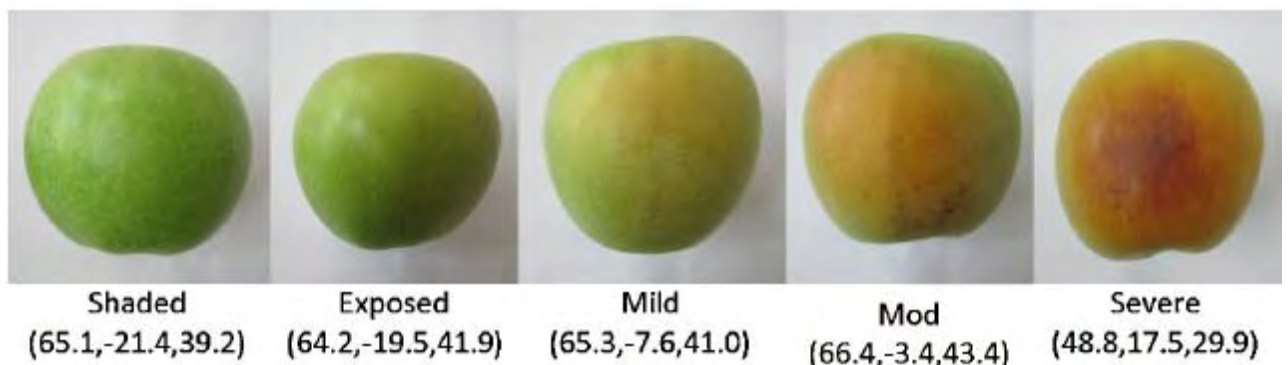 Shaded
(65.1,-21.4,39.2)
Exposed
(64.2,-19.5,41.9)
Mild
(65.3,-7.6,41.0)
Mod
(66.4,-3.4,43.4)
Severe
(48.8,17.5,29.9)